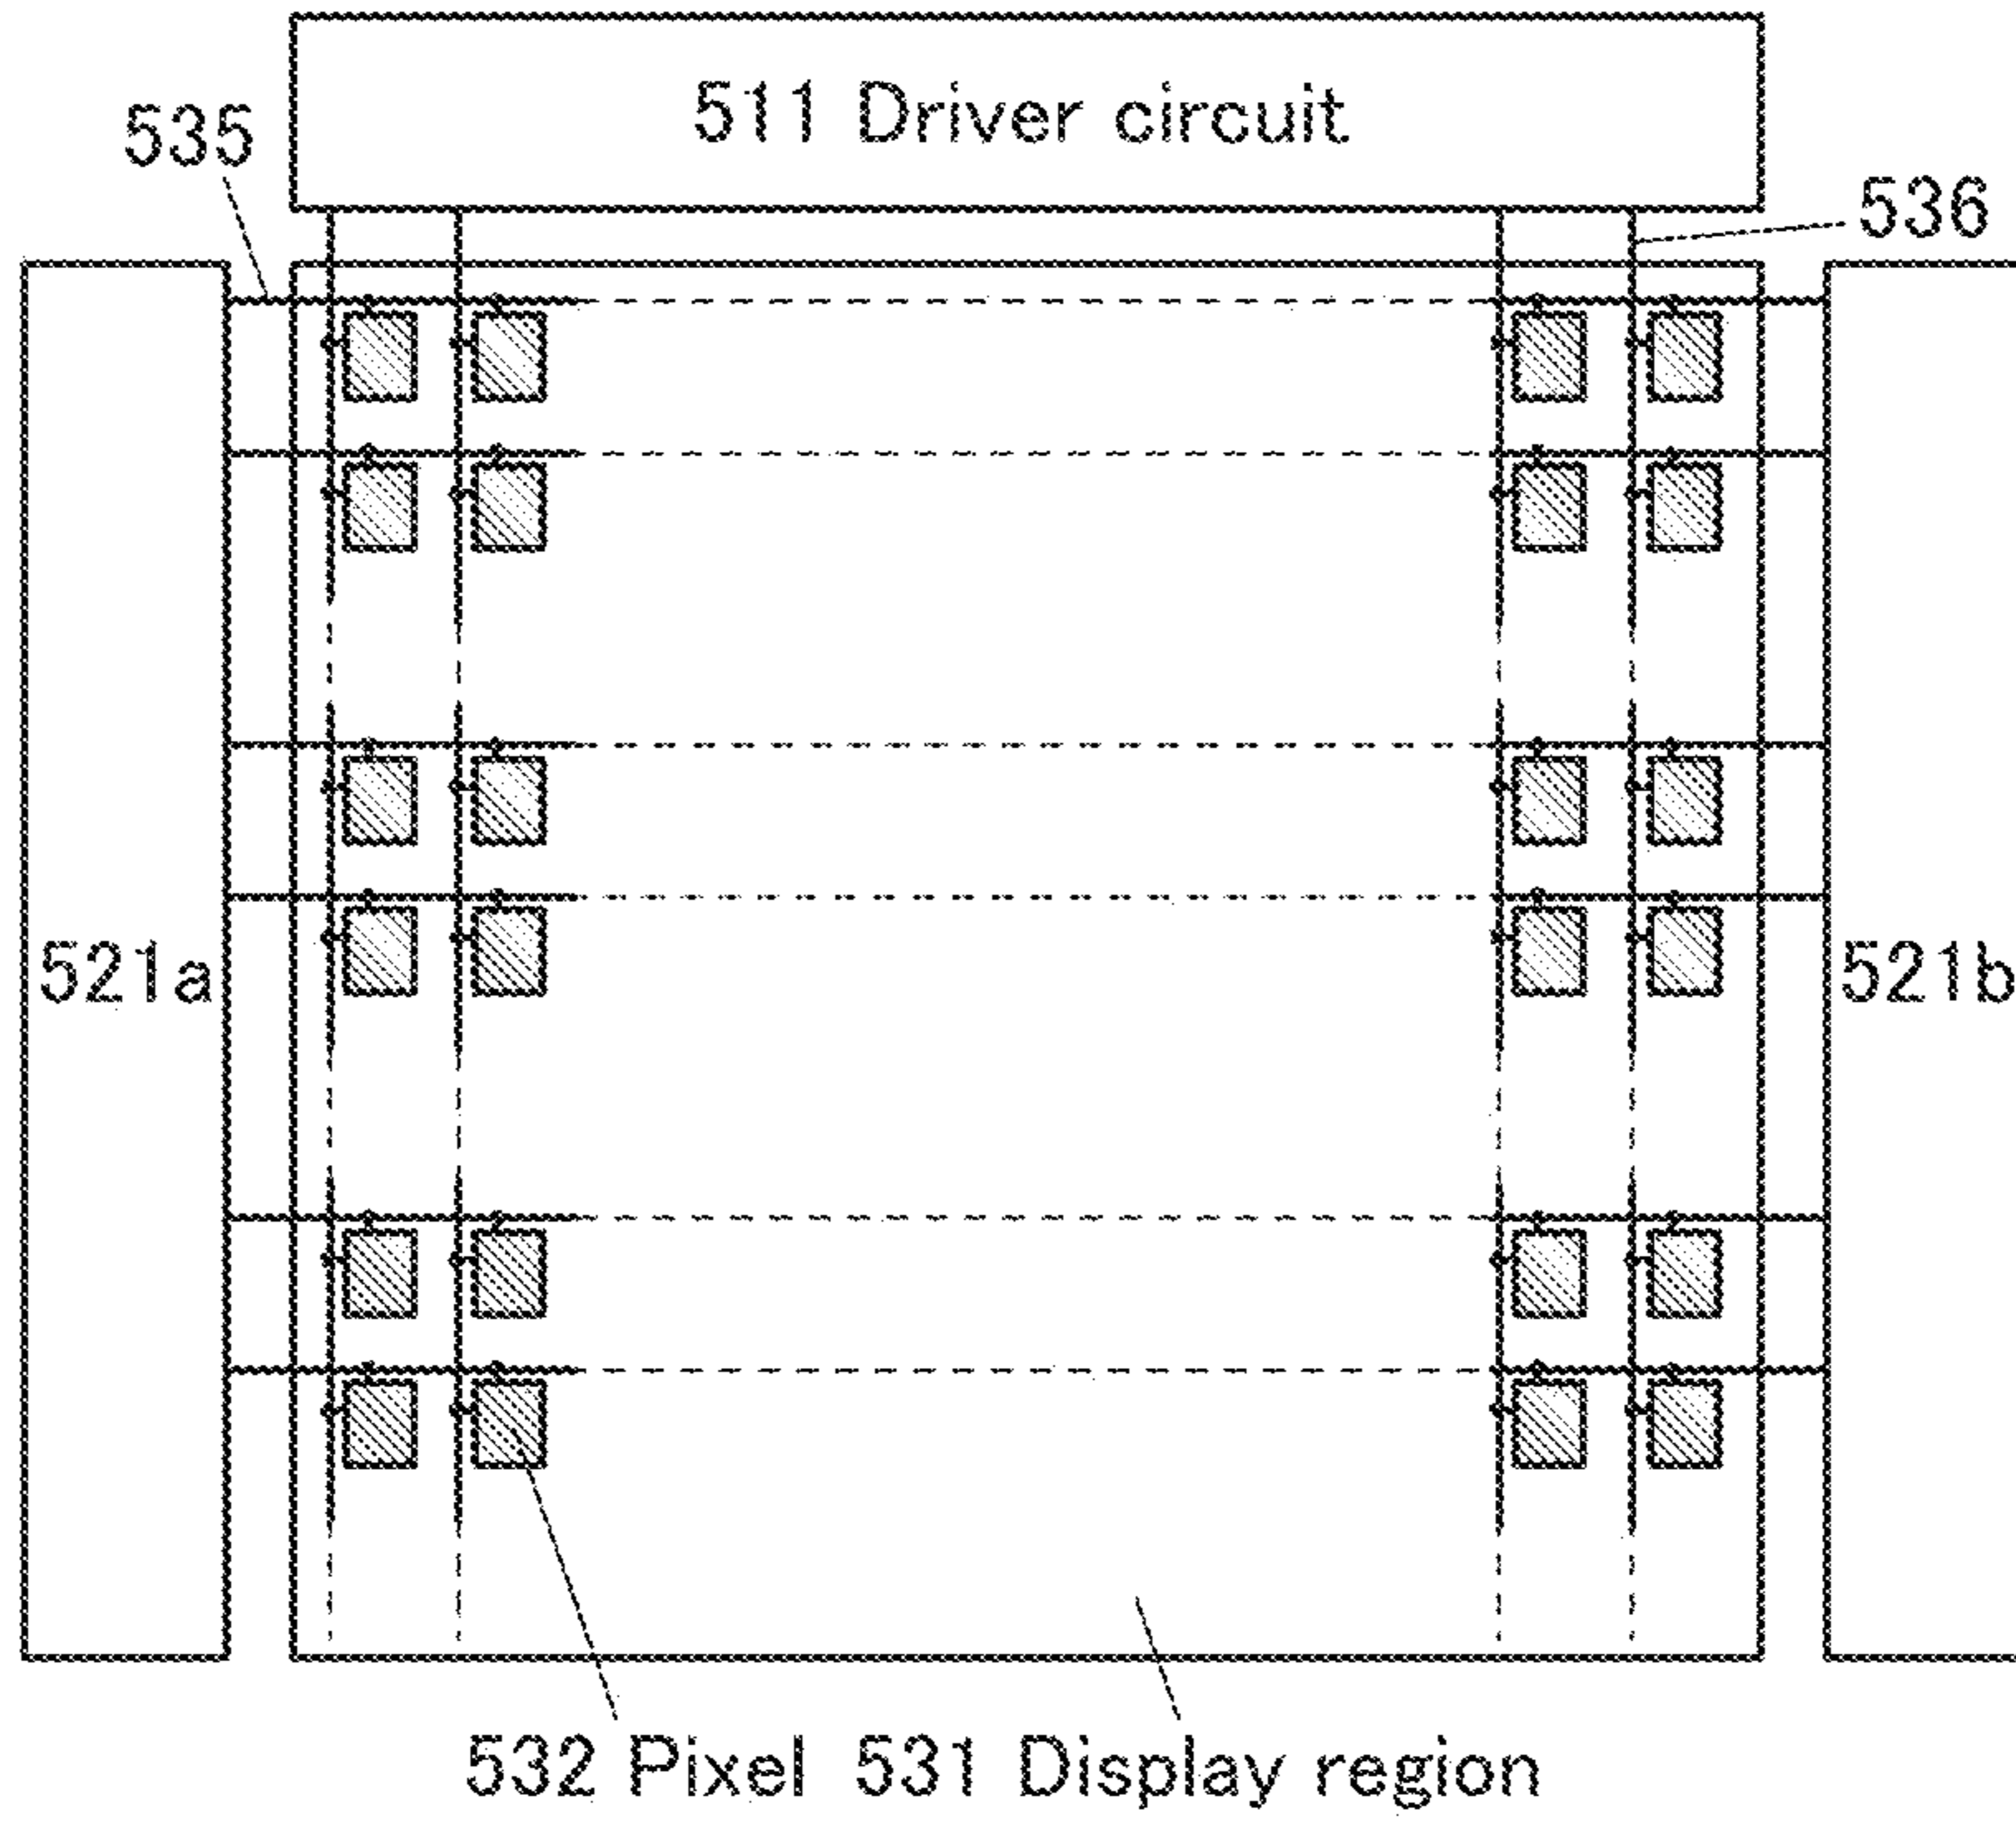 511 Driver circuit
535
536
521a
521b
532 Pixel
531 Display region